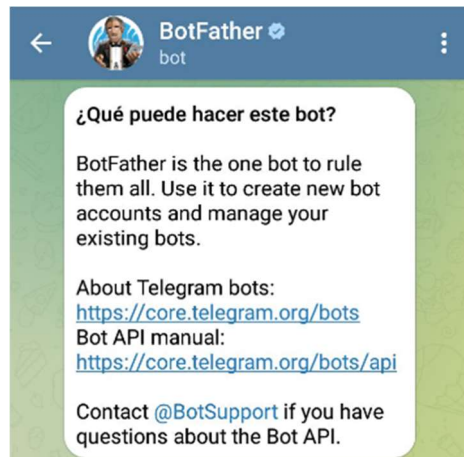 BotFather
bot
¿Qué puede hacer este bot?
BotFather is the one bot to rule
them all. Use it to create new bot
accounts and manage your
existing bots.
About Telegram bots:
https://core.telegram.org/bots
Bot API manual:
https://core.telegram.org/bots/api
Contact @BotSupport if you have
questions about the Bot API.